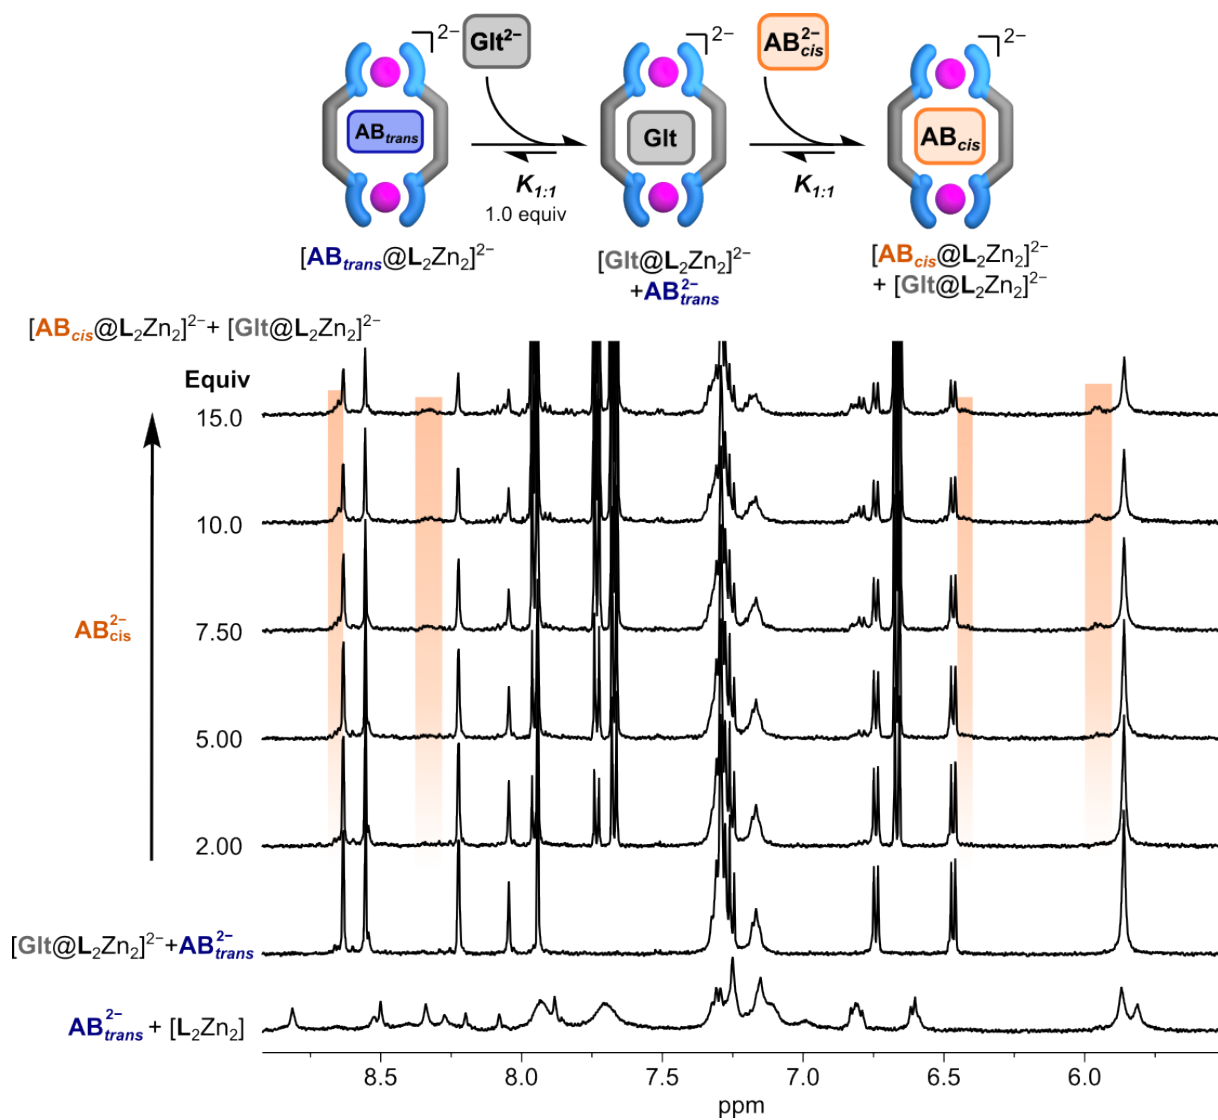 2− Glt2− 2− AB2−cis 2−
ABtrans Glt ABcis
K1:1 K1:1
1.0 equiv
[ABtrans@L2Zn2]2− [Glt@L2Zn2]2− [ABcis@L2Zn2]2−
+AB2−trans + [Glt@L2Zn2]2−
[ABcis@L2Zn2]2− + [Glt@L2Zn2]2−
Equiv
15.0
10.0
7.50
AB2−cis
5.00
2.00
[Glt@L2Zn2]2−+AB2−trans
AB2−trans + [L2Zn2]
8.5 8.0 7.5 7.0 6.5 6.0
ppm